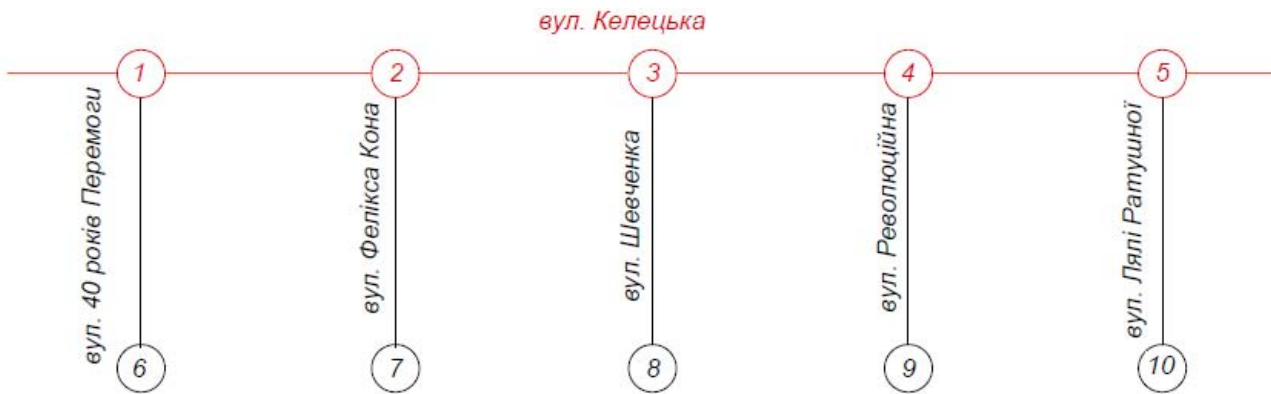 вул. Келецька
1 2 3 4 5
вул. 40 років Перемоги
вул. Фелікса Кона
вул. Шевченка
вул. Революційна
вул. Лялі Ратушної
6 7 8 9 10